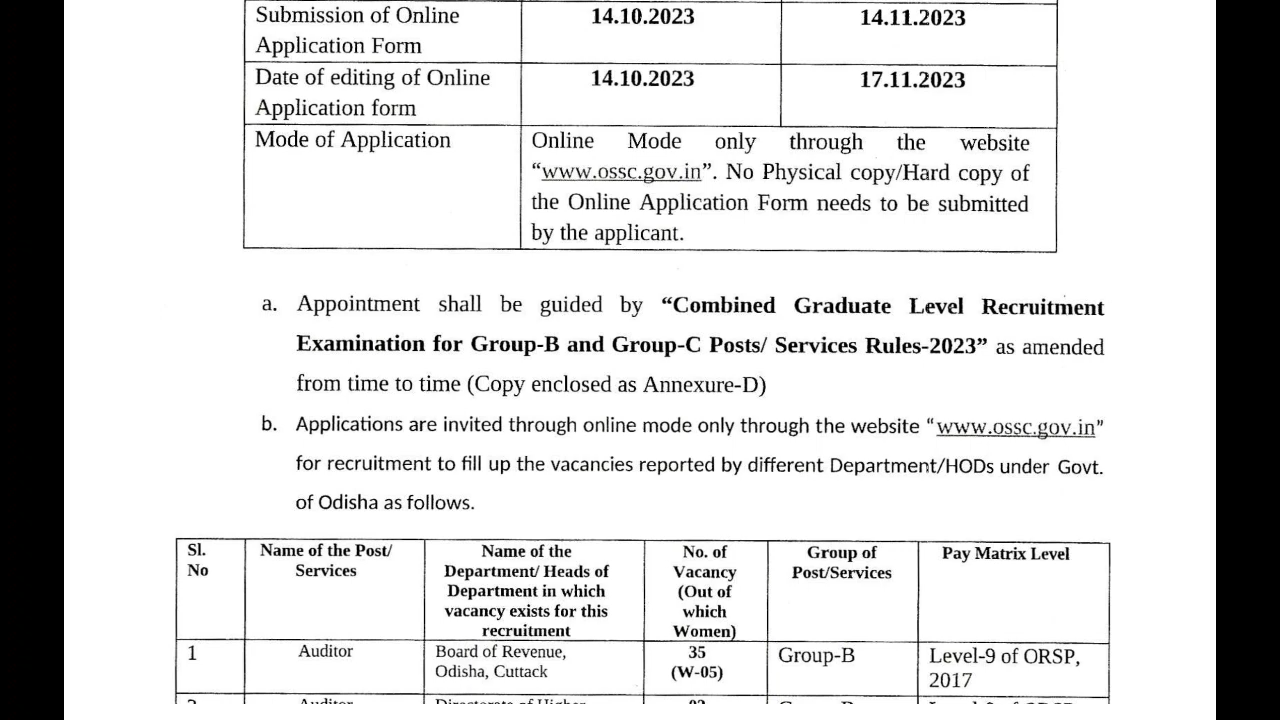 Submission of Online Application Form 14.10.2023 14.11.2023
Date of editing of Online Application form 14.10.2023 17.11.2023
Mode of Application
Online Mode only through the website
“www.ossc.gov.in”. No Physical copy/Hard copy of
the Online Application Form needs to be submitted
by the applicant.
a. Appointment shall be guided by “Combined Graduate Level Recruitment
Examination for Group-B and Group-C Posts/ Services Rules-2023” as amended
from time to time (Copy enclosed as Annexure-D)
b. Applications are invited through online mode only through the website “www.ossc.gov.in”
for recruitment to fill up the vacancies reported by different Department/HODs under Govt.
of Odisha as follows.
Sl.
No
Name of the Post/
Services
Name of the
Department/ Heads of
Department in which
vacancy exists for this
recruitment
No. of
Vacancy
(Out of
which
Women)
Group of
Post/Services
Pay Matrix Level
1
Auditor
Board of Revenue,
Odisha, Cuttack
35
(W-05)
Group-B
Level-9 of ORSP,
2017